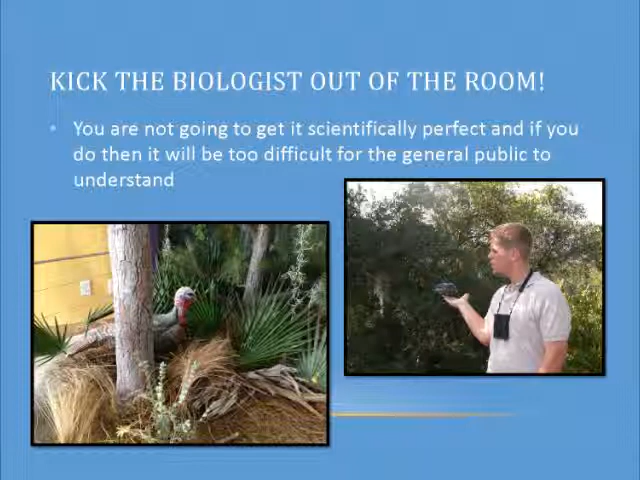 KICK THE BIOLOGIST OUT OF THE ROOM!
• You are not going to get it scientifically perfect and if you
do then it will be too difficult for the general public to
understand